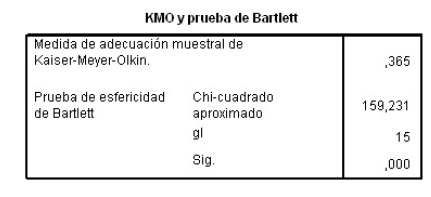 KMO y prueba de Bartlett
Medida de adecuación muestral de
Kaiser-Meyer-Olkin. ,365
Prueba de esfericidad Chi-cuadrado 159,231
de Bartlett aproximado
gl 15
Sig. ,000